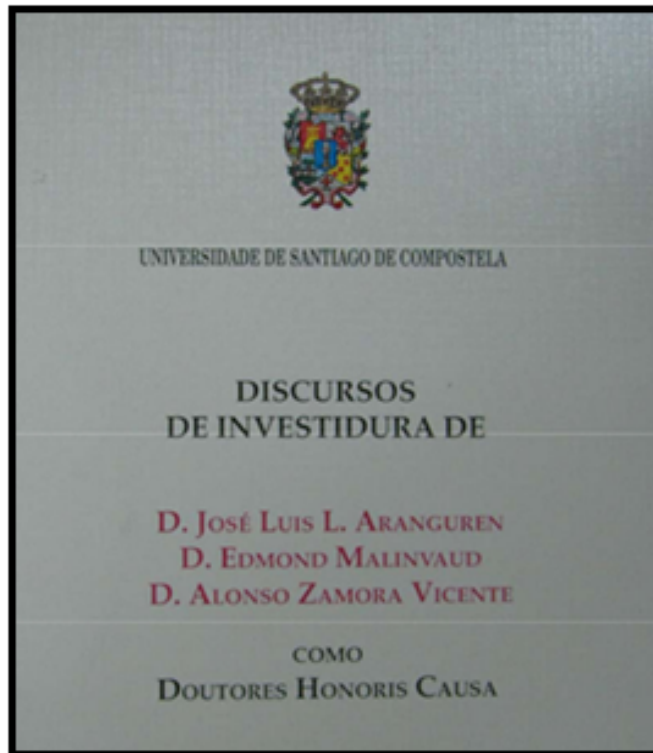 UNIVERSIDADE DE SANTIAGO DE COMPOSTELA
DISCURSOS
DE INVESTIDURA DE
D. JOSÉ LUIS L. ARANGUREN
D. EDMOND MALINVAUD
D. ALONSO ZAMORA VICENTE
COMO
DOUTORES HONORIS CAUSA